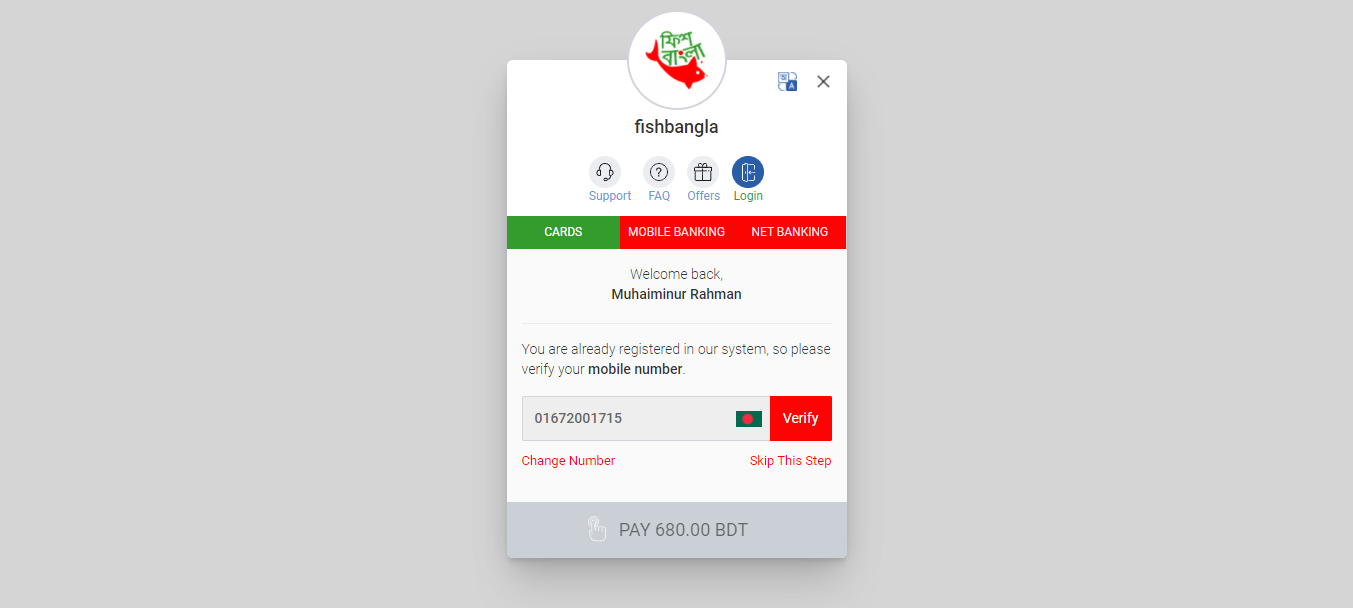 ফিশ
বাংলা
fishbangla
Support FAQ Offers Login
CARDS MOBILE BANKING NET BANKING
Welcome back,
Muhaiminur Rahman
You are already registered in our system, so please
verify your mobile number.
01672001715 Verify
Change Number Skip This Step
PAY 680.00 BDT